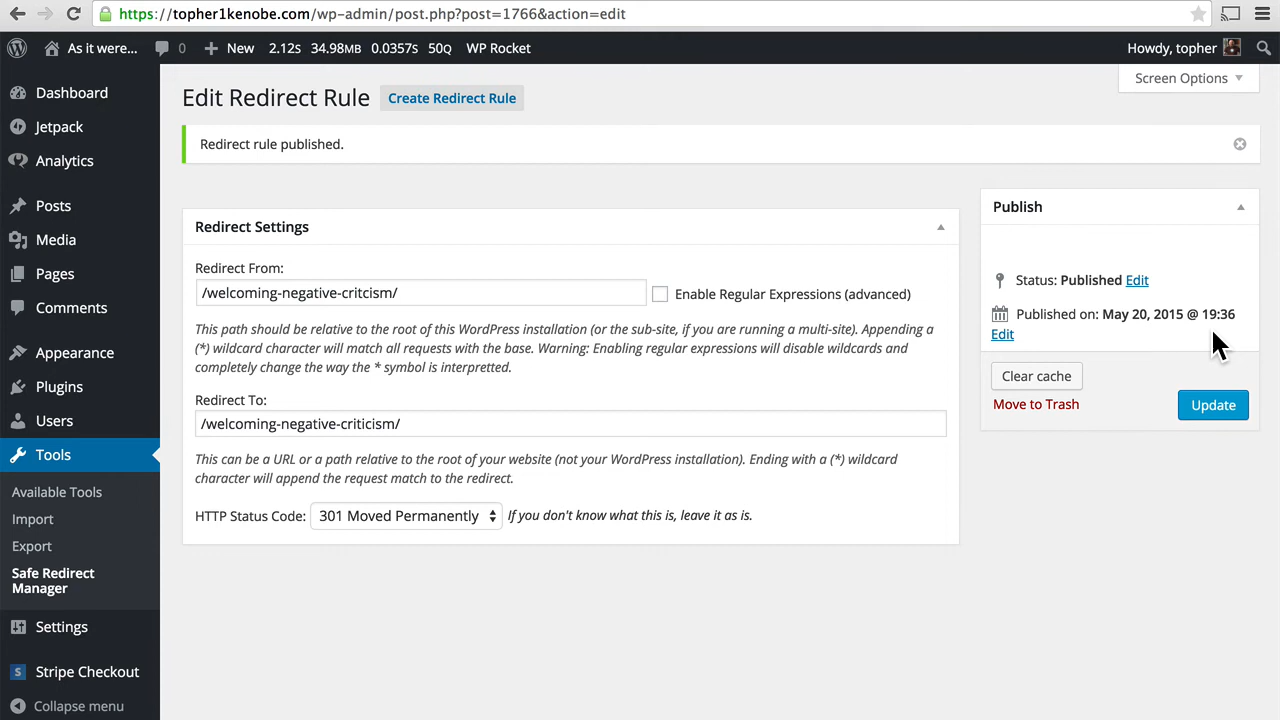 https://topher1kenobe.com/wp-admin/post.php?post=1766&action=edit
As it were... 0 New 2.12s 34.98MB 0.0357s 50Q WP Rocket Howdy, topher
Screen Options
Dashboard
Jetpack
Analytics
Posts
Media
Pages
Comments
Appearance
Plugins
Users
Tools
Available Tools
Import
Export
Safe Redirect
Manager
Settings
Stripe Checkout
Collapse menu
Edit Redirect Rule Create Redirect Rule
Redirect rule published.
Redirect Settings
Redirect From:
/welcoming-negative-critcism/ Enable Regular Expressions (advanced)
This path should be relative to the root of this WordPress installation (or the sub-site, if you are running a multi-site). Appending a
(*) wildcard character will match all requests with the base. Warning: Enabling regular expressions will disable wildcards and
completely change the way the * symbol is interpreted.
Redirect To:
/welcoming-negative-criticism/
This can be a URL or a path relative to the root of your website (not your WordPress installation). Ending with a (*) wildcard
character will append the request match to the redirect.
HTTP Status Code: 301 Moved Permanently If you don't know what this is, leave it as is.
Publish
Status: Published Edit
Published on: May 20, 2015 @ 19:36
Edit
Clear cache
Move to Trash
Update